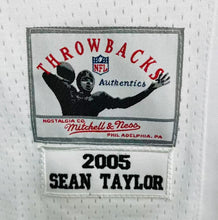 THROWBACKS
NFL
Authentics
NOSTALGIA CO.
Mitchell & Ness
PHILADELPHIA, PA
2005
SEAN TAYLOR